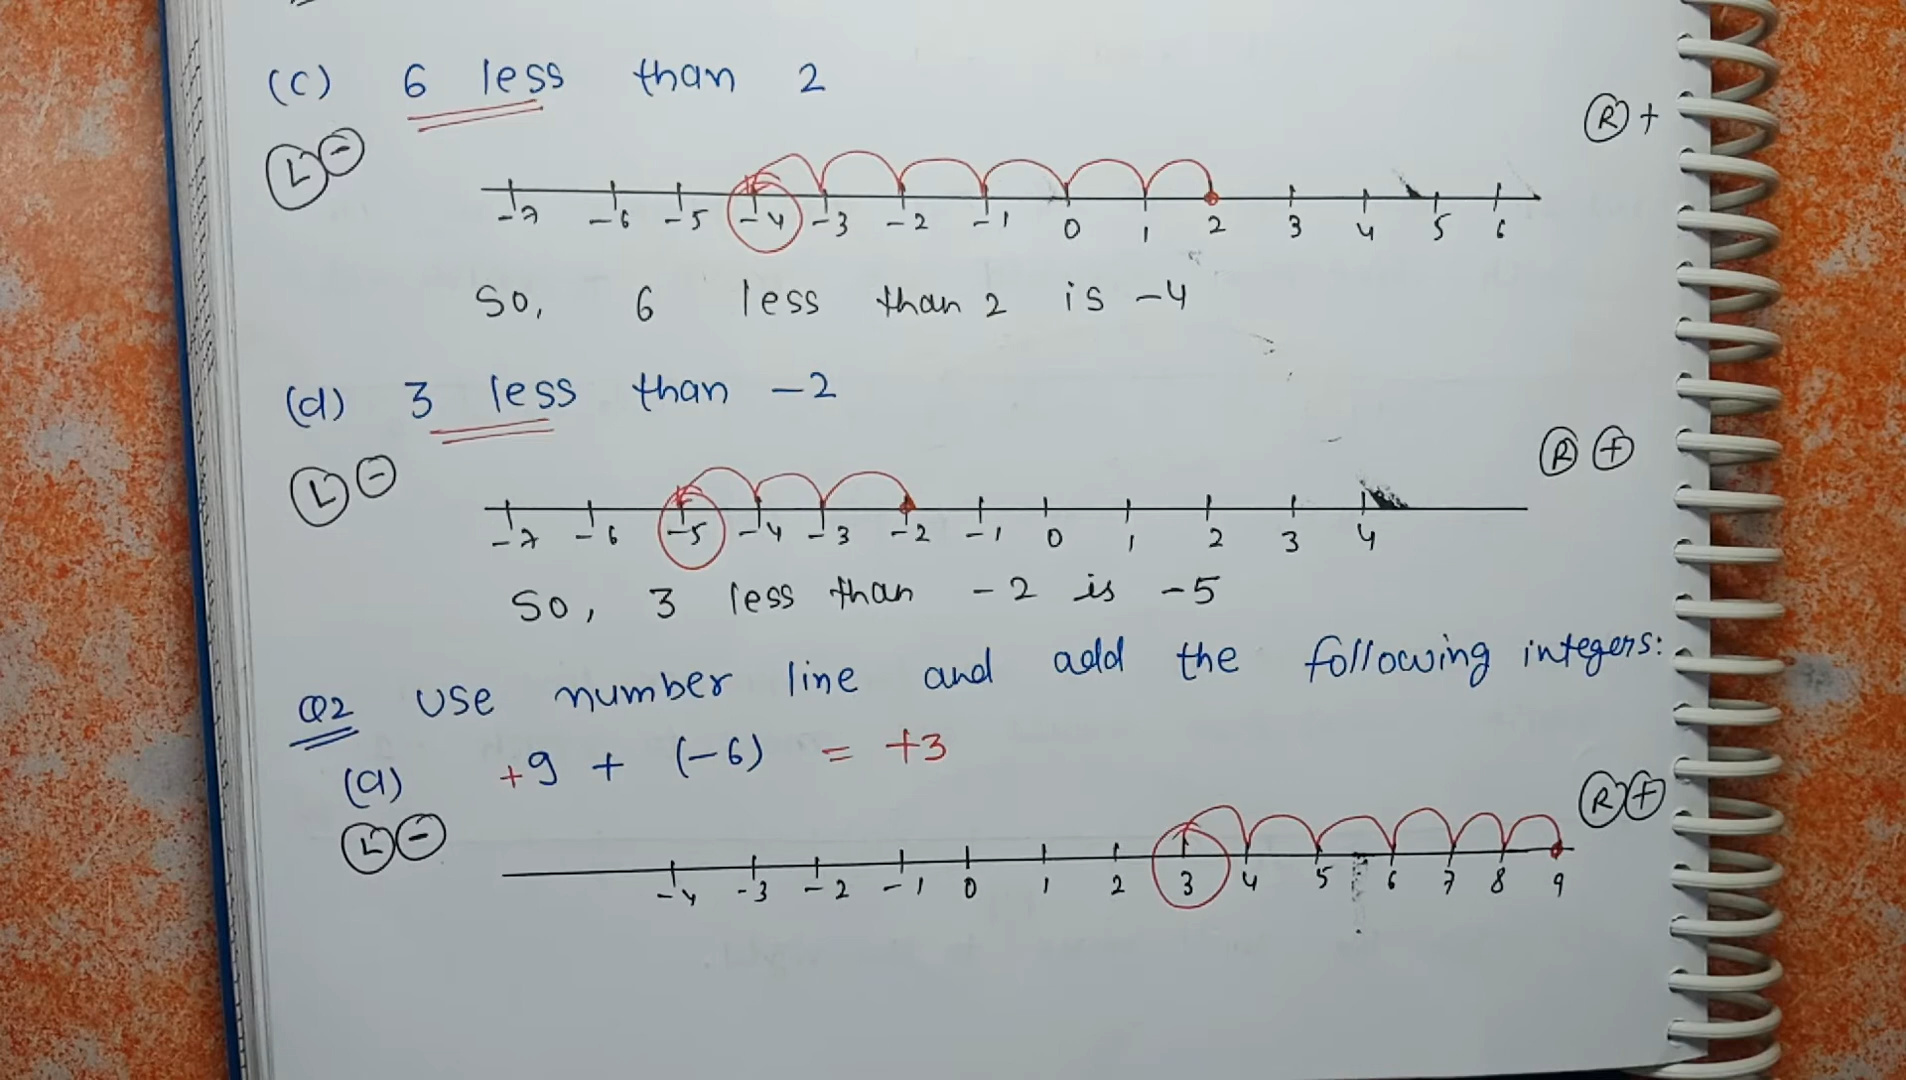 (c) 6 less than 2
L - R +
-7 -6 -5 -4 -3 -2 -1 0 1 2 3 4 5 6
So, 6 less than 2 is -4
(d) 3 less than -2
L - R +
-7 -6 -5 -4 -3 -2 -1 0 1 2 3 4
So, 3 less than -2 is -5
Q2 Use number line and add the following integers:
(a) +9 + (-6) = +3
L - R +
-4 -3 -2 -1 0 1 2 3 4 5 6 7 8 9